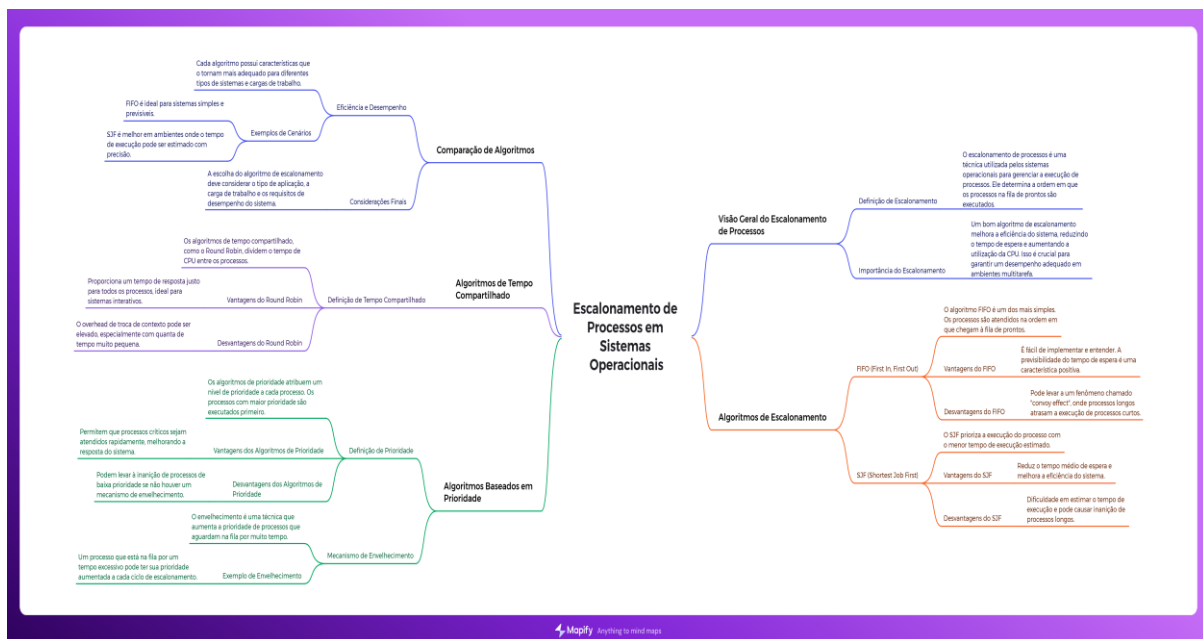 Escalonamento de
Processos em
Sistemas
Operacionais
Visão Geral do Escalonamento
de Processos
Definição de Escalonamento
O escalonamento de processos é uma
técnica utilizada pelos sistemas
operacionais para gerenciar a execução de
processos. Ele determina a ordem em que
os processos na fila de prontos são
executados.
Importância do Escalonamento
Um bom algoritmo de escalonamento
melhora a eficiência do sistema, reduzindo
o tempo de espera e aumentando a
utilização da CPU. Isso é crucial para
garantir um desempenho adequado em
ambientes multitarefa.
Algoritmos de Escalonamento
FIFO (First In, First Out)
O algoritmo FIFO é um dos mais simples.
Os processos são atendidos na ordem em
que chegam à fila de prontos.
Vantagens do FIFO
É fácil de implementar e entender. A
previsibilidade do tempo de espera é uma
característica positiva.
Desvantagens do FIFO
Pode levar a um fenômeno chamado
"convoy effect", onde processos longos
atrasam a execução de processos curtos.
SJF (Shortest Job First)
O SJF prioriza a execução do processo com
o menor tempo de execução estimado.
Vantagens do SJF
Reduz o tempo médio de espera e
melhora a eficiência do sistema.
Desvantagens do SJF
Dificuldade em estimar o tempo de
execução e pode causar inanição de
processos longos.
Comparação de Algoritmos
Eficiência e Desempenho
Cada algoritmo possui características que
o tornam mais adequado para diferentes
tipos de sistemas e cargas de trabalho.
Exemplos de Cenários
FIFO é ideal para sistemas simples e
previsíveis.
SJF é melhor em ambientes onde o tempo
de execução pode ser estimado com
precisão.
Considerações Finais
A escolha do algoritmo de escalonamento
deve considerar o tipo de aplicação, a
carga de trabalho e os requisitos de
desempenho do sistema.
Algoritmos de Tempo
Compartilhado
Definição de Tempo Compartilhado
Os algoritmos de tempo compartilhado,
como o Round Robin, dividem o tempo de
CPU entre os processos.
Vantagens do Round Robin
Proporciona um tempo de resposta justo
para todos os processos, ideal para
sistemas interativos.
Desvantagens do Round Robin
O overhead de troca de contexto pode ser
elevado, especialmente com quanta de
tempo muito pequena.
Algoritmos Baseados em
Prioridade
Definição de Prioridade
Os algoritmos de prioridade atribuem um
nível de prioridade a cada processo. Os
processos com maior prioridade são
executados primeiro.
Vantagens dos Algoritmos de Prioridade
Permitem que processos críticos sejam
atendidos rapidamente, melhorando a
resposta do sistema.
Desvantagens dos Algoritmos de
Prioridade
Podem levar à inanição de processos de
baixa prioridade se não houver um
mecanismo de envelhecimento.
Mecanismo de Envelhecimento
O envelhecimento é uma técnica que
aumenta a prioridade de processos que
aguardam na fila por muito tempo.
Exemplo de Envelhecimento
Um processo que está na fila por um
tempo excessivo pode ter sua prioridade
aumentada a cada ciclo de escalonamento.
Mapify Anything to mind maps